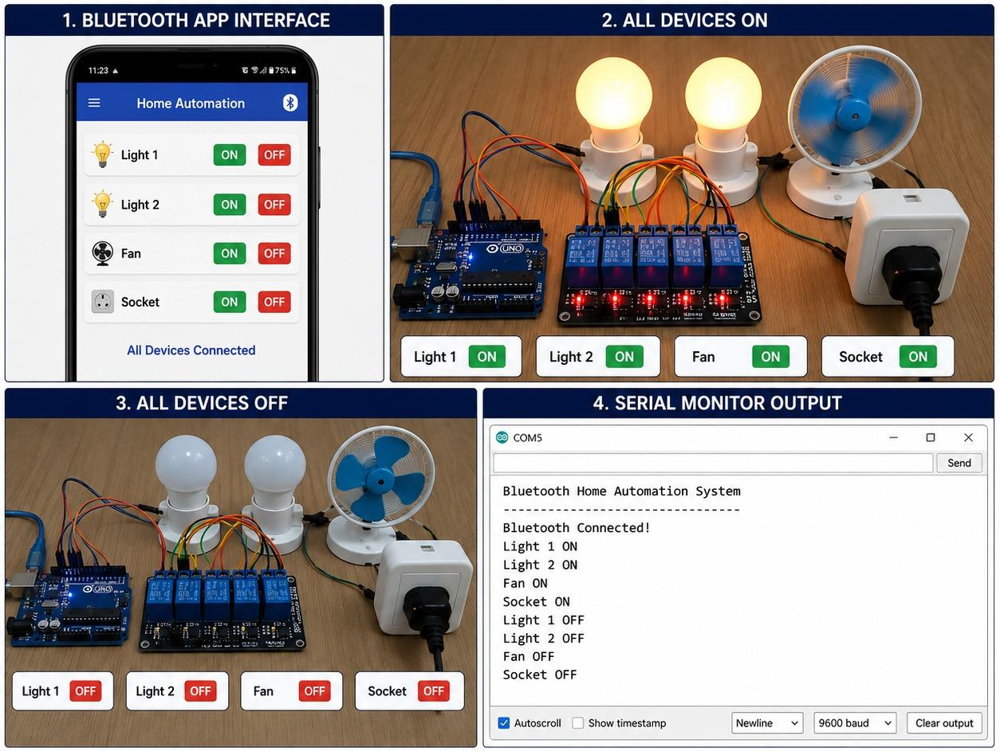 1. BLUETOOTH APP INTERFACE
11:23
75%
Home Automation
Light 1 ON OFF
Light 2 ON OFF
Fan ON OFF
Socket ON OFF
All Devices Connected
2. ALL DEVICES ON
UNO
Light 1 ON
Light 2 ON
Fan ON
Socket ON
3. ALL DEVICES OFF
UNO
Light 1 OFF
Light 2 OFF
Fan OFF
Socket OFF
4. SERIAL MONITOR OUTPUT
COM5
Send
Bluetooth Home Automation System
--------------------------------
Bluetooth Connected!
Light 1 ON
Light 2 ON
Fan ON
Socket ON
Light 1 OFF
Light 2 OFF
Fan OFF
Socket OFF
Autoscroll
Show timestamp
Newline
9600 baud
Clear output